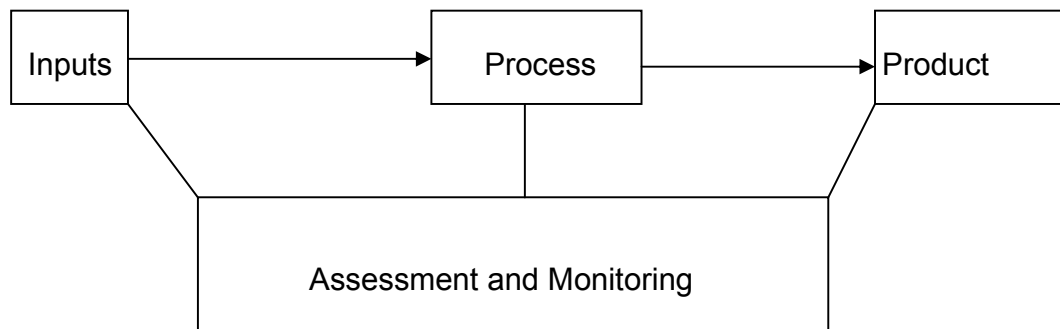 Inputs
Process
Product
Assessment and Monitoring